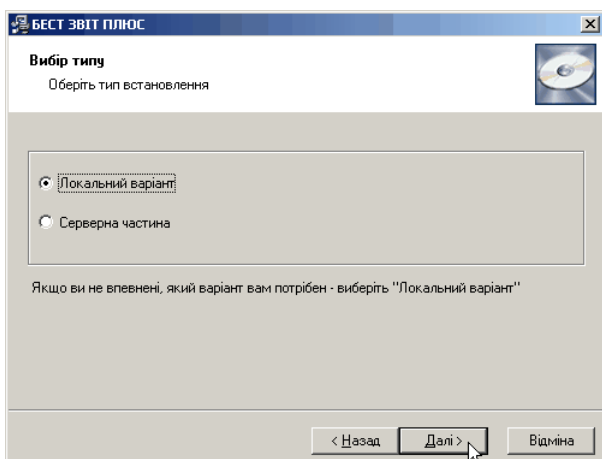 БЕСТ ЗВІТ ПЛЮС
Вибір типу
Оберіть тип встановлення
Локальний варіант
Серверна частина
Якщо ви не впевнені, який варіант вам потрібен - виберіть "Локальний варіант"
< Назад Далі > Відміна